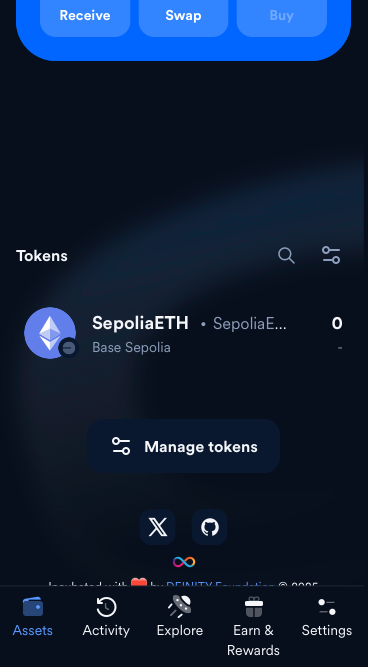 Receive Swap Buy
Tokens
SepoliaETH • SepoliaE... 0
Base Sepolia -
Manage tokens
Incubated with ❤️ by DEINITY Foundation © 2025
Assets Activity Explore Earn & Rewards Settings